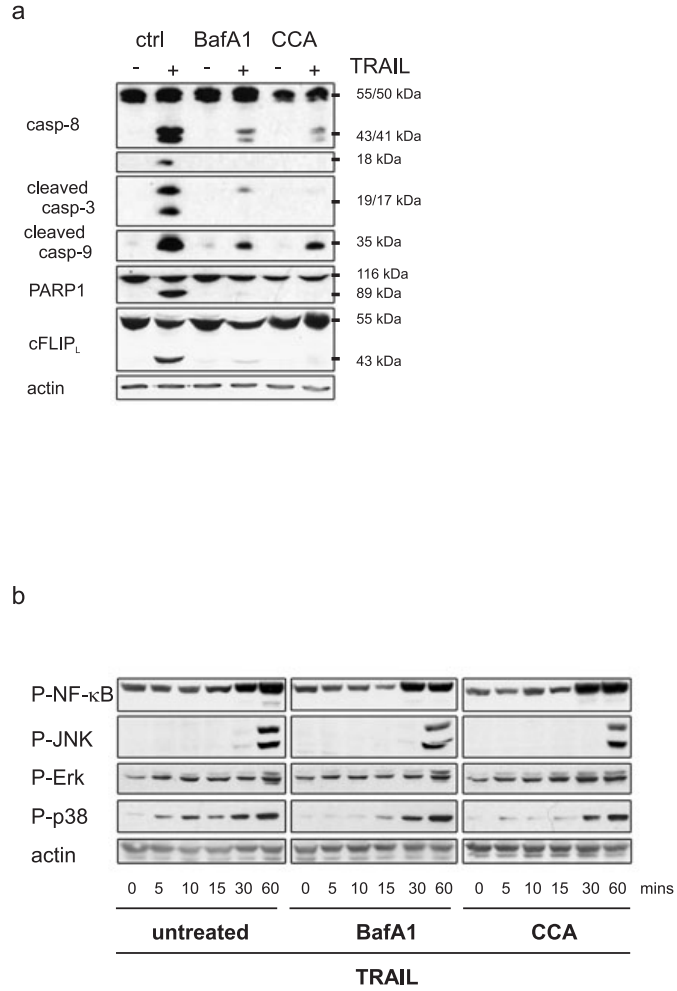 a
ctrl BafA1 CCA
- + - + - + TRAIL
55/50 kDa
casp-8
43/41 kDa
18 kDa
cleaved
casp-3
19/17 kDa
cleaved
casp-9
35 kDa
116 kDa
PARP1
89 kDa
55 kDa
cFLIPL
43 kDa
actin
b
P-NF-κB
P-JNK
P-Erk
P-p38
actin
0 5 10 15 30 60 0 5 10 15 30 60 0 5 10 15 30 60 mins
untreated BafA1 CCA
TRAIL